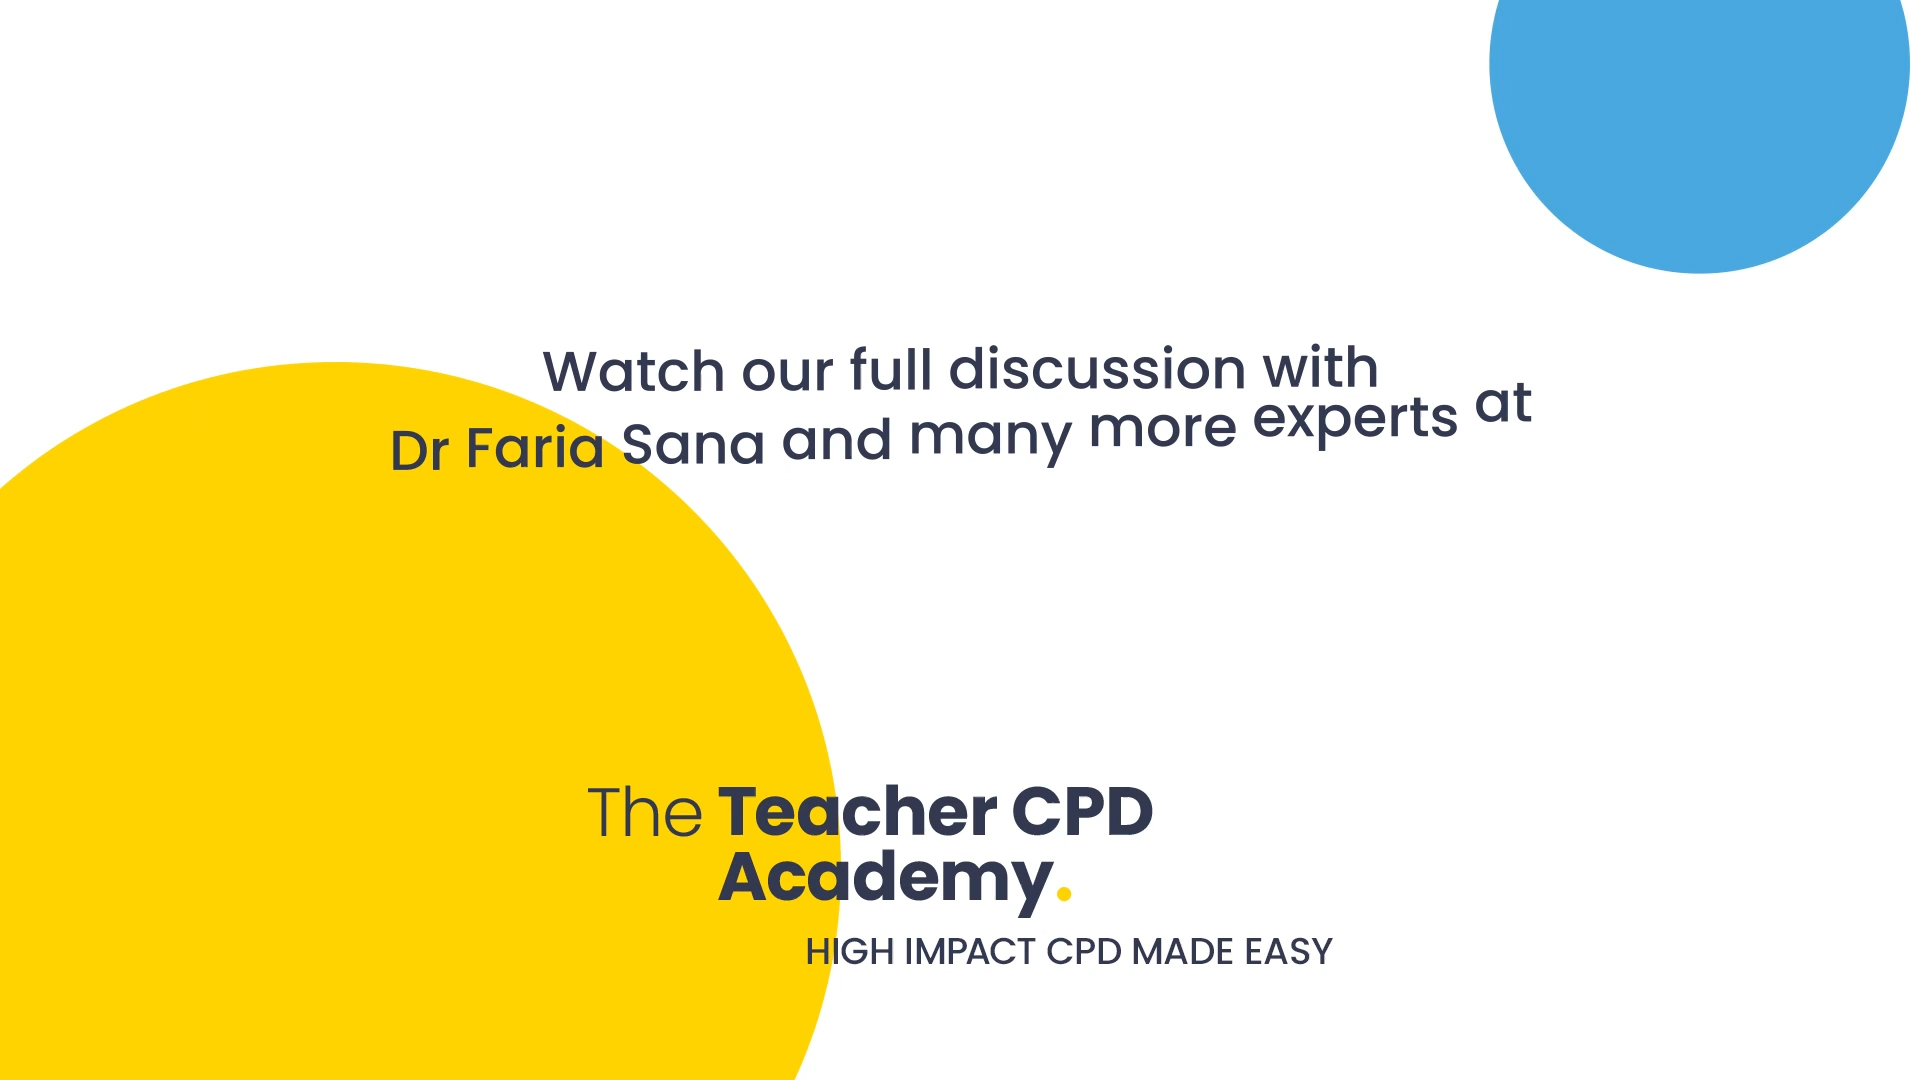 Watch our full discussion with
Dr Faria Sana and many more experts at
The Teacher CPD
Academy.
HIGH IMPACT CPD MADE EASY